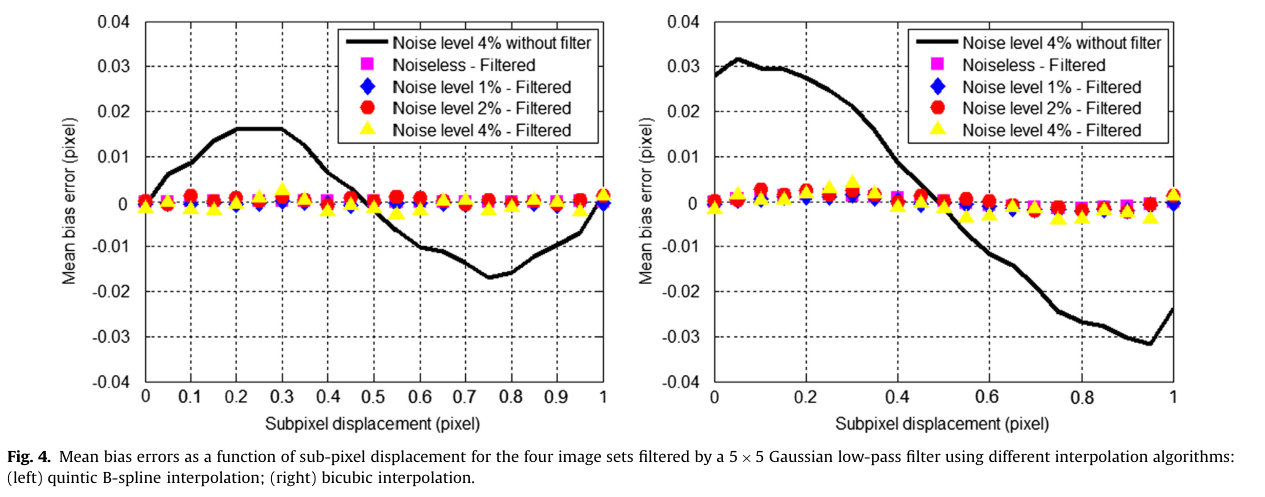 0.04
0.03
0.02
0.01
0
-0.01
-0.02
-0.03
-0.04
Mean bias error (pixel)
Noise level 4% without filter
Noiseless - Filtered
Noise level 1% - Filtered
Noise level 2% - Filtered
Noise level 4% - Filtered
0 0.1 0.2 0.3 0.4 0.5 0.6 0.7 0.8 0.9 1
Subpixel displacement (pixel)
0.04
0.03
0.02
0.01
0
-0.01
-0.02
-0.03
-0.04
Mean bias error (pixel)
Noise level 4% without filter
Noiseless - Filtered
Noise level 1% - Filtered
Noise level 2% - Filtered
Noise level 4% - Filtered
0 0.2 0.4 0.6 0.8 1
Subpixel displacement (pixel)
Fig. 4. Mean bias errors as a function of sub-pixel displacement for the four image sets filtered by a 5 × 5 Gaussian low-pass filter using different interpolation algorithms:
(left) quintic B-spline interpolation; (right) bicubic interpolation.